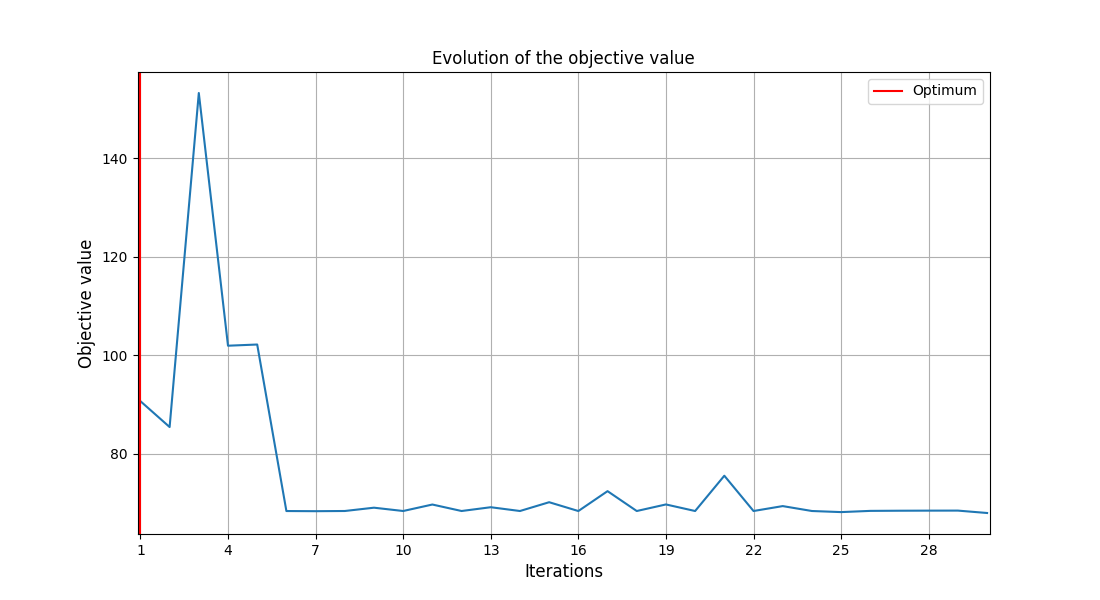 Evolution of the objective value
Optimum
Objective value
140
120
100
80
1 4 7 10 13 16 19 22 25 28
Iterations